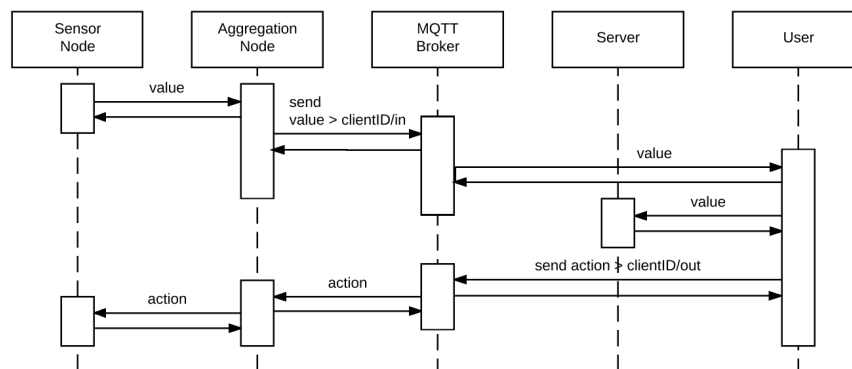 Sensor
Node
Aggregation
Node
MQTT
Broker
Server
User
value
send
value > clientID/in
value
value
send action > clientID/out
action
action